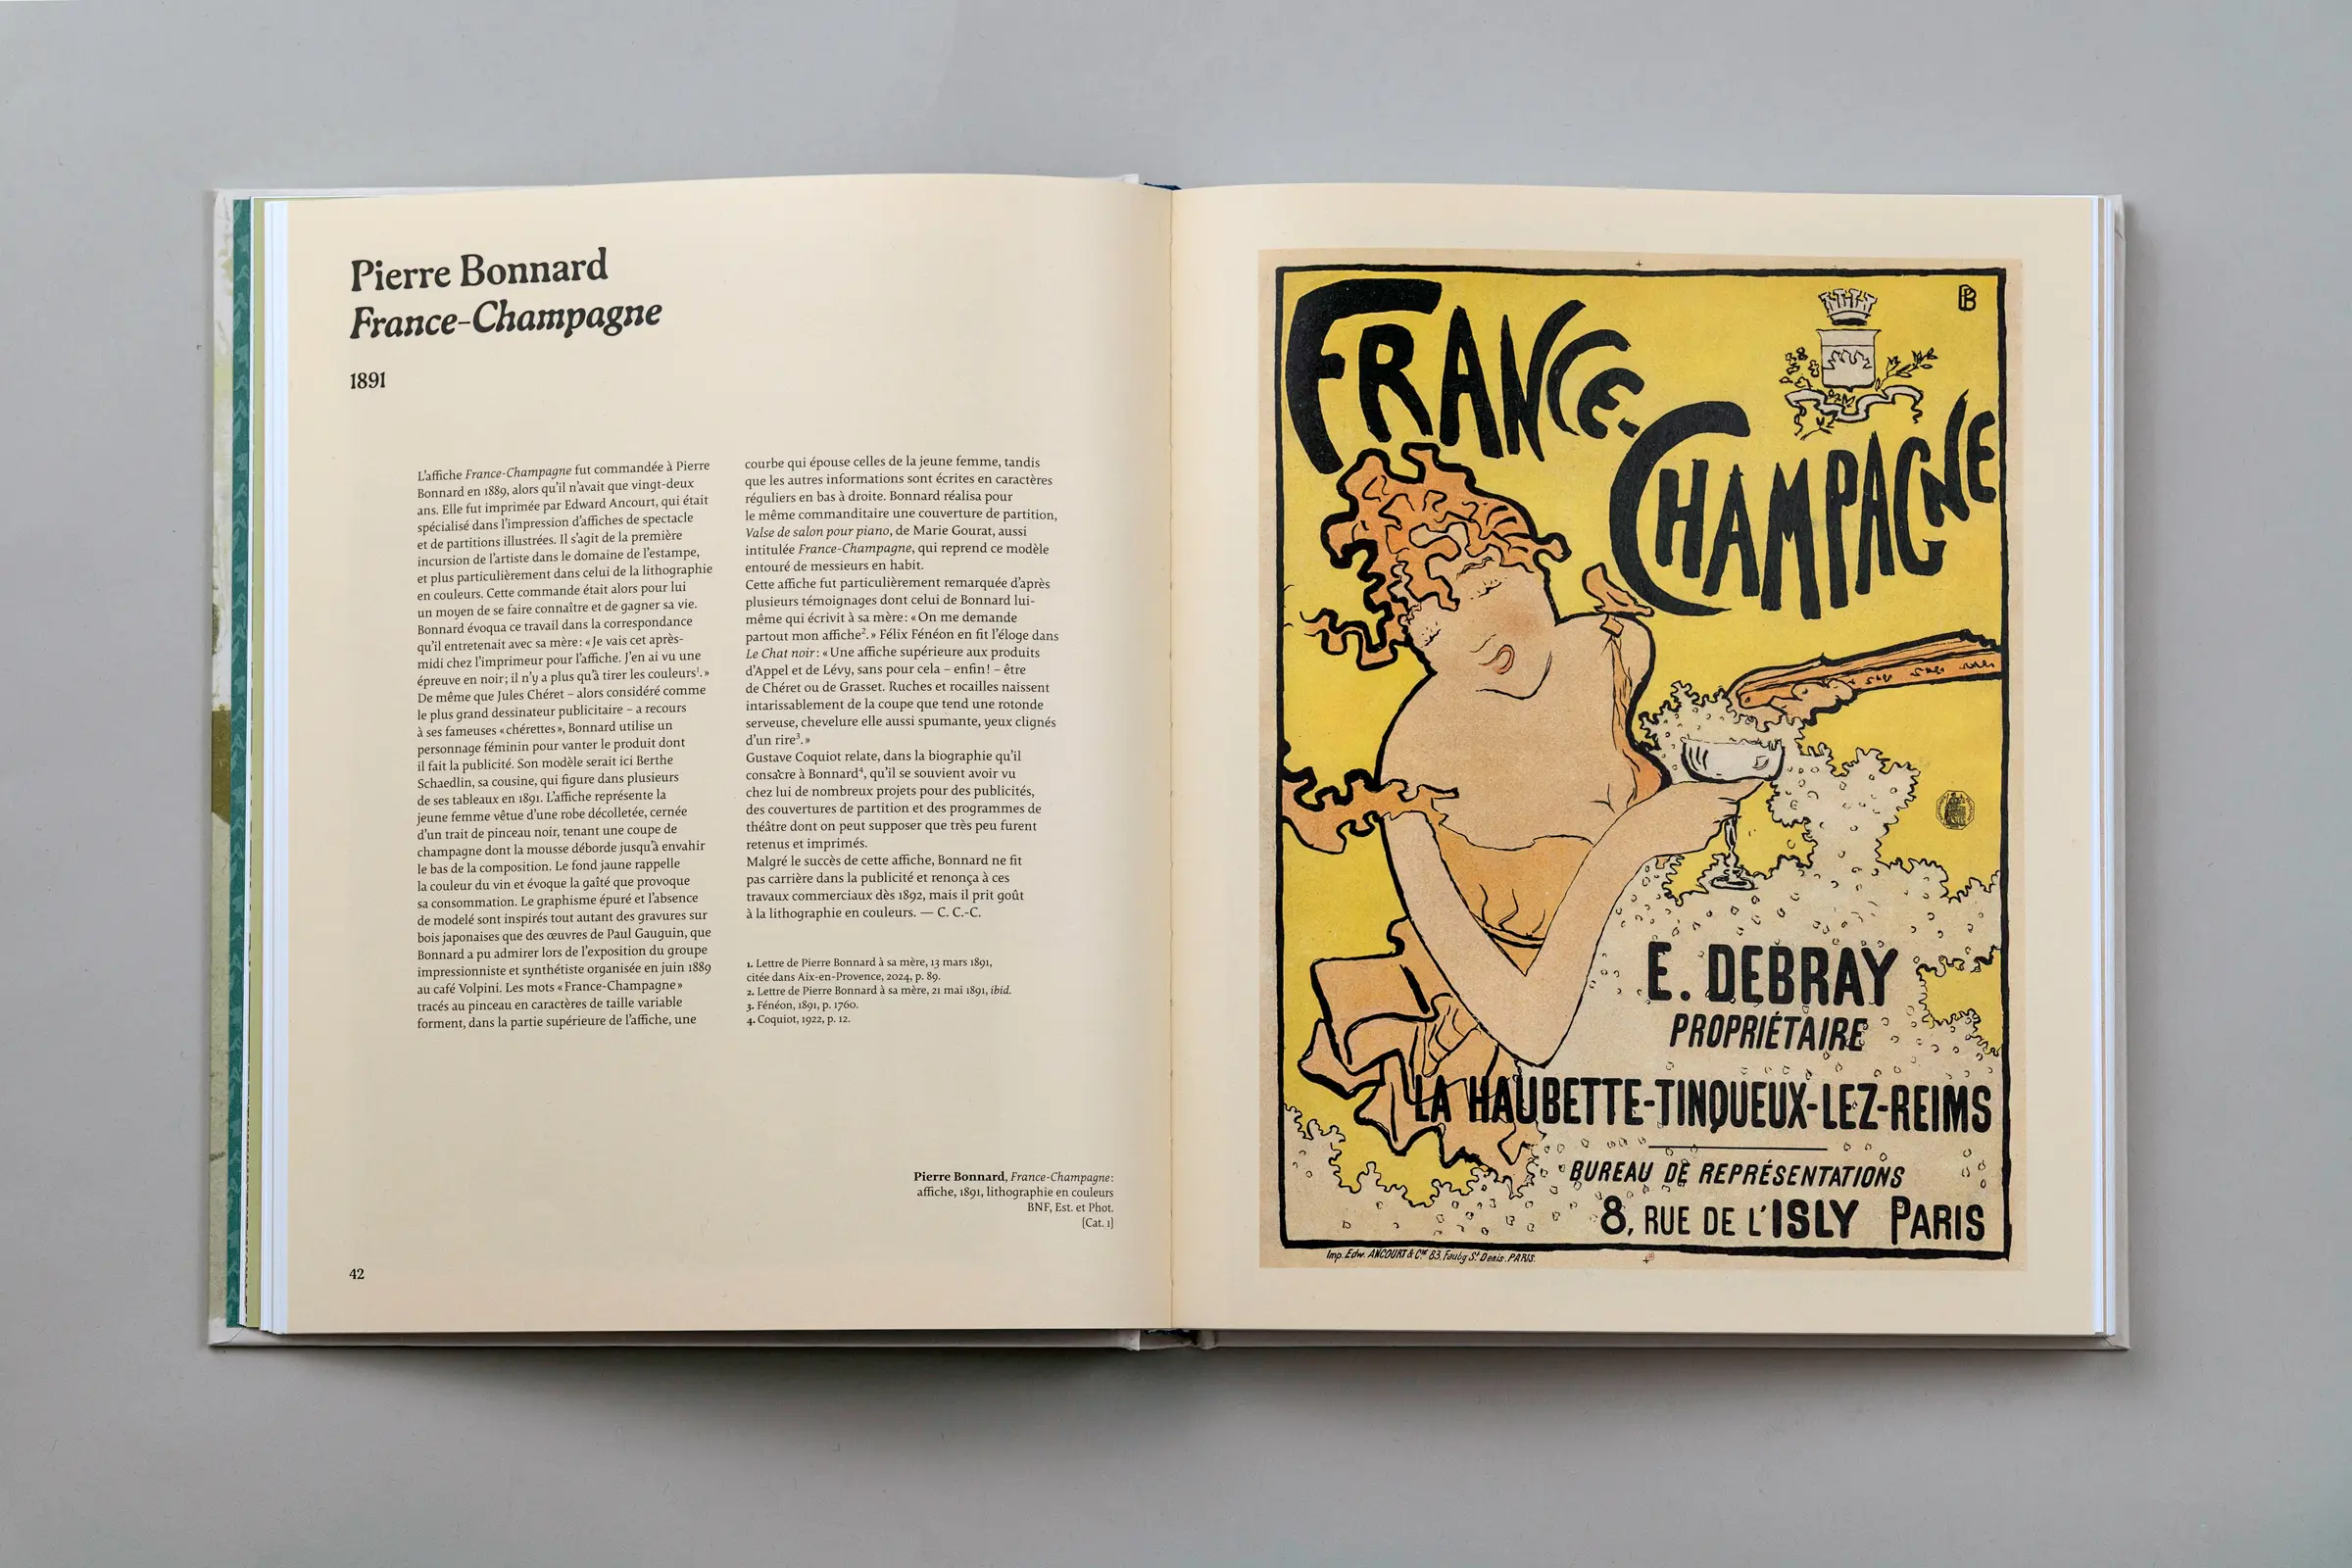 Pierre Bonnard
France-Champagne
1891
L'affiche France-Champagne fut commandée à Pierre
Bonnard en 1889, alors qu'il n'avait que vingt-deux
ans. Elle fut imprimée par Edward Ancourt, qui était
spécialisé dans l'impression d'affiches de spectacle
et de partitions illustrées. Il s'agit de la première
incursion de l'artiste dans le domaine de l'estampe,
et plus particulièrement dans celui de la lithographie
en couleurs. Cette commande était alors pour lui
un moyen de se faire connaître et de gagner sa vie.
Bonnard évoqua ce travail dans la correspondance
qu'il entretenait avec sa mère : « Je vais cet après-
midi chez l'imprimeur pour l'affiche. J'en ai vu une
épreuve en noir ; il n'y a plus qu'à tirer les couleurs¹. »
De même que Jules Chéret – alors considéré comme
le plus grand dessinateur publicitaire – a recours
à ses fameuses « chérettes », Bonnard utilise un
personnage féminin pour vanter le produit dont
il fait la publicité. Son modèle serait ici Berthe
Schaedlin, sa cousine, qui figure dans plusieurs
de ses tableaux en 1891. L'affiche représente la
jeune femme vêtue d'une robe décolletée, cernée
d'un trait de pinceau noir, tenant une coupe de
champagne dont la mousse déborde jusqu'à envahir
le bas de la composition. Le fond jaune rappelle
la couleur du vin et évoque la gaîté que provoque
sa consommation. Le graphisme épuré et l'absence
de modelé sont inspirés tout autant des gravures sur
bois japonaises que des œuvres de Paul Gauguin, que
Bonnard a pu admirer lors de l'exposition du groupe
impressionniste et synthétiste organisée en juin 1889
au café Volpini. Les mots « France-Champagne »
tracés au pinceau en caractères de taille variable
forment, dans la partie supérieure de l'affiche, une
courbe qui épouse celles de la jeune femme, tandis
que les autres informations sont écrites en caractères
réguliers en bas à droite. Bonnard réalisa pour
le même commanditaire une couverture de partition,
Valse de salon pour piano, de Marie Gourat, aussi
intitulée France-Champagne, qui reprend ce modèle
entouré de messieurs en habit.
Cette affiche fut particulièrement remarquée d'après
plusieurs témoignages dont celui de Bonnard lui-
même qui écrivit à sa mère : « On me demande
partout mon affiche². » Félix Fénéon en fit l'éloge dans
Le Chat noir : « Une affiche supérieure aux produits
d'Appel et de Lévy, sans pour cela – enfin ! – être
de Chéret ou de Grasset. Ruches et rocailles naissent
intarissablement de la coupe que tend une rotonde
serveuse, chevelure elle aussi spumante, yeux clignés
d'un rire³. »
Gustave Coquiot relate, dans la biographie qu'il
consacre à Bonnard⁴, qu'il se souvient avoir vu
chez lui de nombreux projets pour des publicités,
des couvertures de partition et des programmes de
théâtre dont on peut supposer que très peu furent
retenus et imprimés.
Malgré le succès de cette affiche, Bonnard ne fit
pas carrière dans la publicité et renonça à ces
travaux commerciaux dès 1892, mais il prit goût
à la lithographie en couleurs. — C. C.-C.
1. Lettre de Pierre Bonnard à sa mère, 13 mars 1891,
citée dans Aix-en-Provence, 2024, p. 89.
2. Lettre de Pierre Bonnard à sa mère, 21 mai 1891, ibid.
3. Fénéon, 1891, p. 1760.
4. Coquiot, 1922, p. 12.
Pierre Bonnard, France-Champagne :
affiche, 1891, lithographie en couleurs
BNF, Est. et Phot.
[Cat. 1]
42
FRANCE-
CHAMPAGNE
PB
E. DEBRAY
PROPRIÉTAIRE
LA HAUBETTE-TINQUEUX-LEZ-REIMS
BUREAU DE REPRÉSENTATIONS
8, RUE DE L'ISLY PARIS
Imp. Edw. ANCOURT & Cie 83, Faubg St Denis. PARIS.